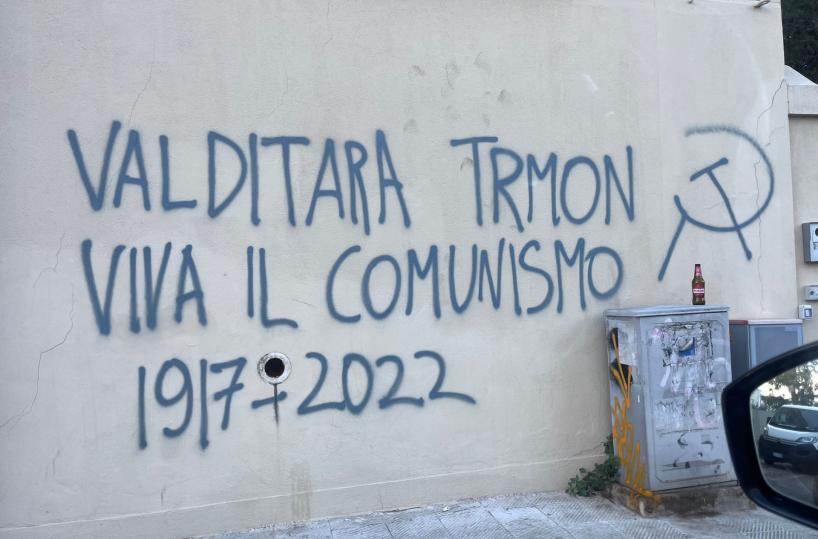 VALDITARA TRMON
VIVA IL COMUNISMO
1917-2022